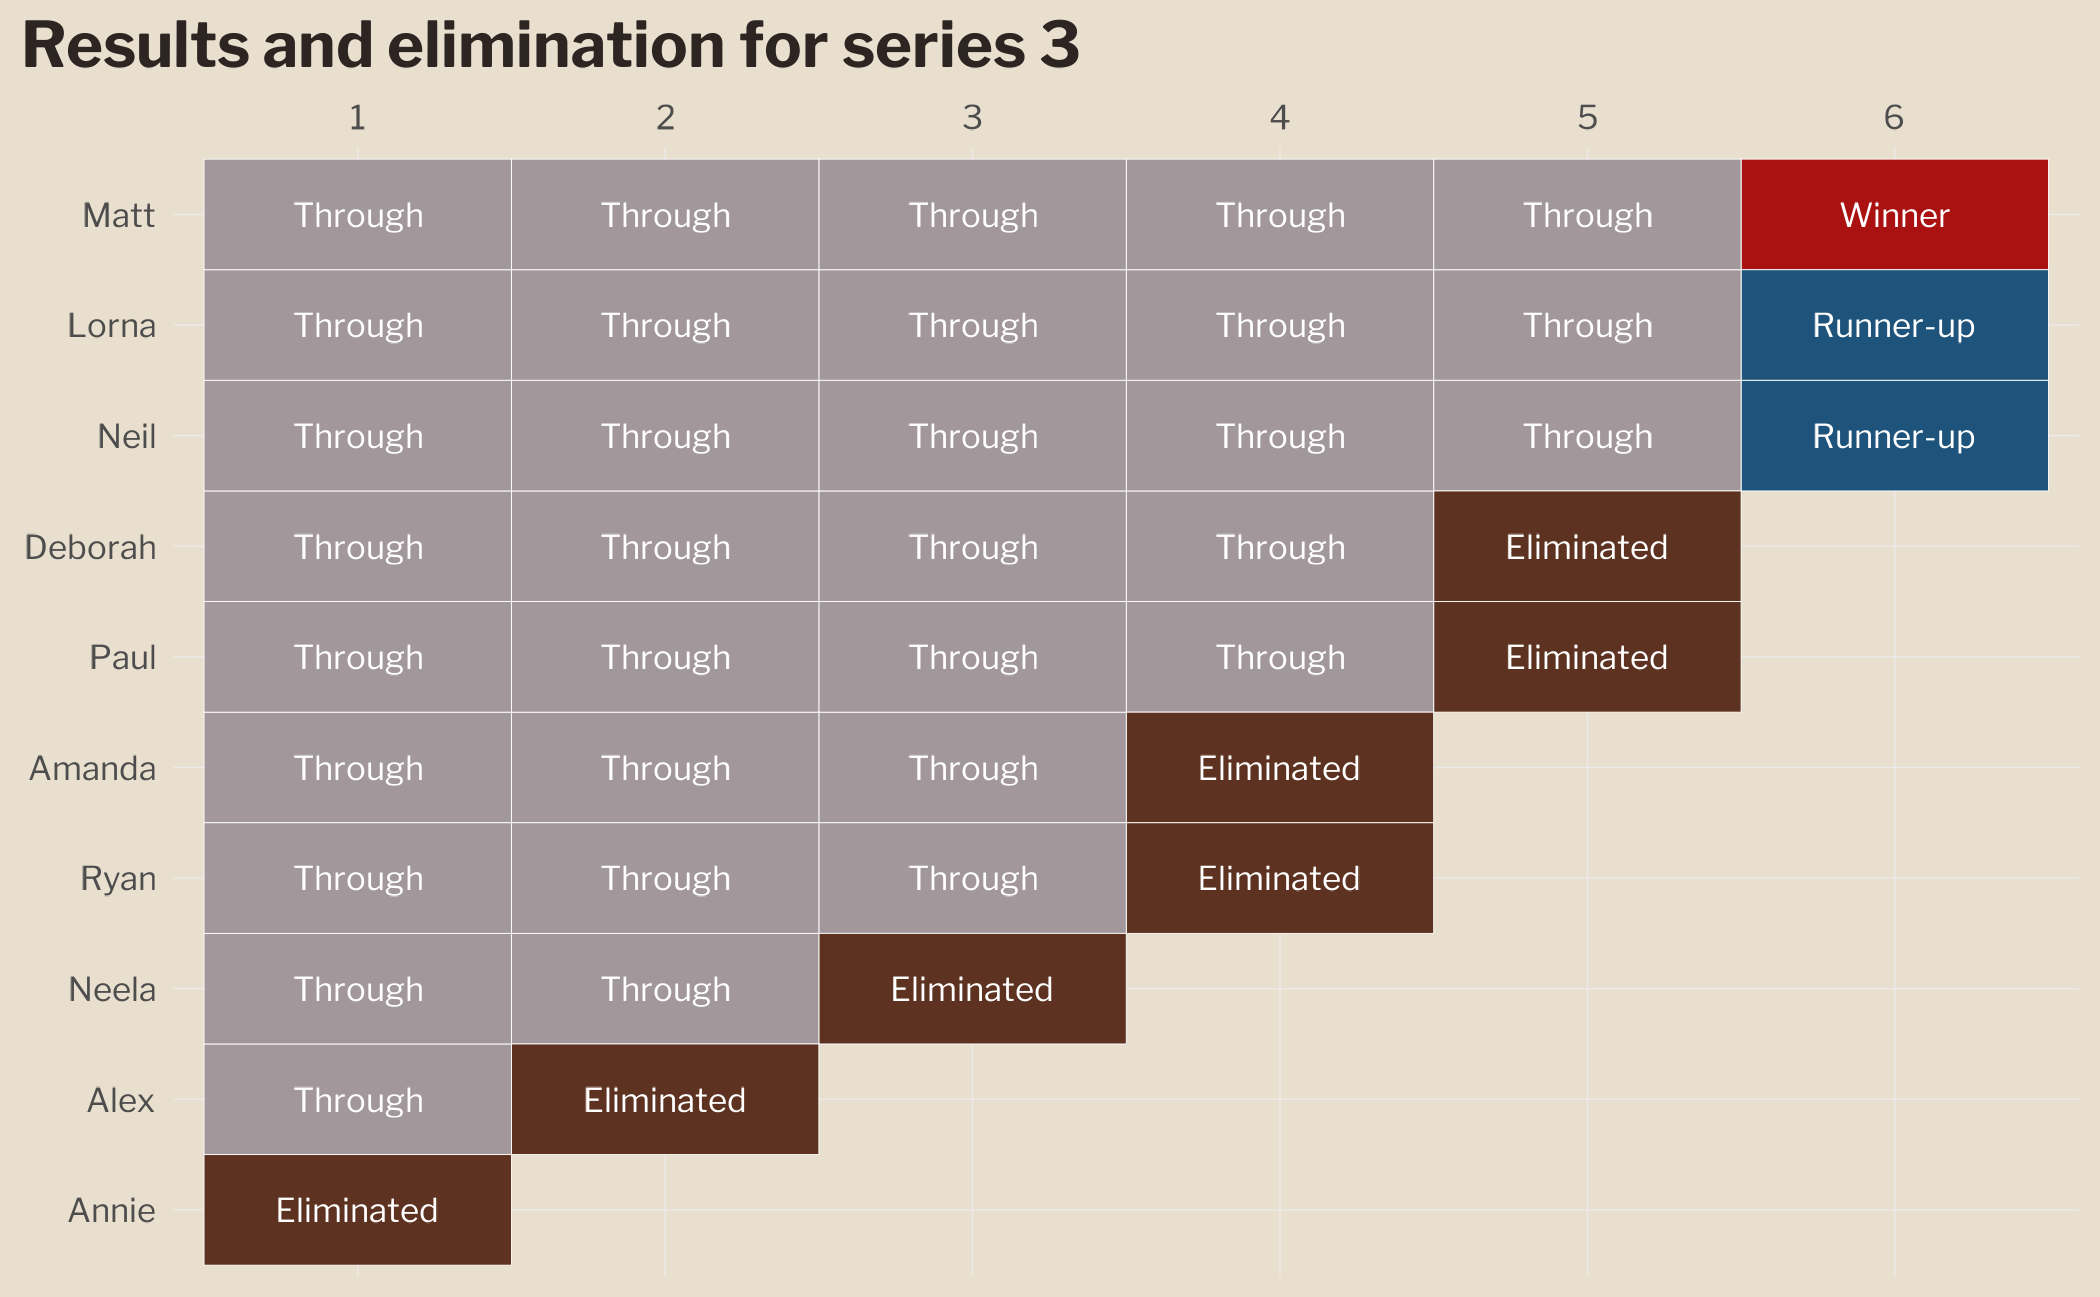 Results and elimination for series 3
1 2 3 4 5 6
Matt Through Through Through Through Through Winner
Lorna Through Through Through Through Through Runner-up
Neil Through Through Through Through Through Runner-up
Deborah Through Through Through Through Eliminated
Paul Through Through Through Through Eliminated
Amanda Through Through Through Eliminated
Ryan Through Through Through Eliminated
Neela Through Through Eliminated
Alex Through Eliminated
Annie Eliminated